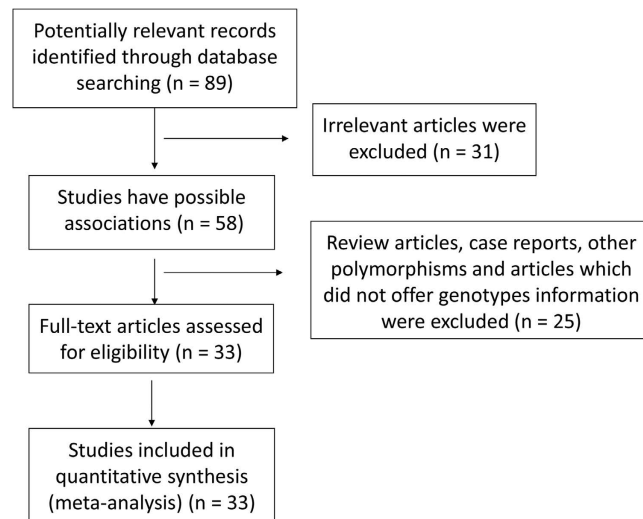 Potentially relevant records
identified through database
searching (n = 89)
Irrelevant articles were
excluded (n = 31)
Studies have possible
associations (n = 58)
Review articles, case reports, other
polymorphisms and articles which
did not offer genotypes information
were excluded (n = 25)
Full-text articles assessed
for eligibility (n = 33)
Studies included in
quantitative synthesis
(meta-analysis) (n = 33)